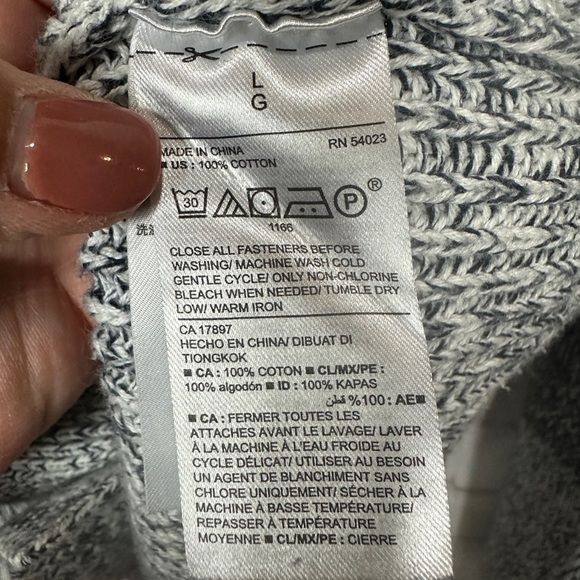 L
G
MADE IN CHINA
RN 54023
■ US : 100% COTTON
30
P®
1166
CLOSE ALL FASTENERS BEFORE
WASHING/ MACHINE WASH COLD
GENTLE CYCLE/ ONLY NON-CHLORINE
BLEACH WHEN NEEDED/ TUMBLE DRY
LOW/ WARM IRON
CA 17897
HECHO EN CHINA/ DIBUAT DI
TIONGKOK
■ CA : 100% COTON ■ CL/MX/PE :
100% algodón ■ ID : 100% KAPAS
قطن %100 : AE■
■ CA : FERMER TOUTES LES
ATTACHES AVANT LE LAVAGE/ LAVER
À LA MACHINE À L'EAU FROIDE AU
CYCLE DÉLICAT/ UTILISER AU BESOIN
UN AGENT DE BLANCHIMENT SANS
CHLORE UNIQUEMENT/ SÉCHER À LA
MACHINE À BASSE TEMPÉRATURE/
REPASSER À TEMPÉRATURE
MOYENNE ■ CL/MX/PE : CIERRE